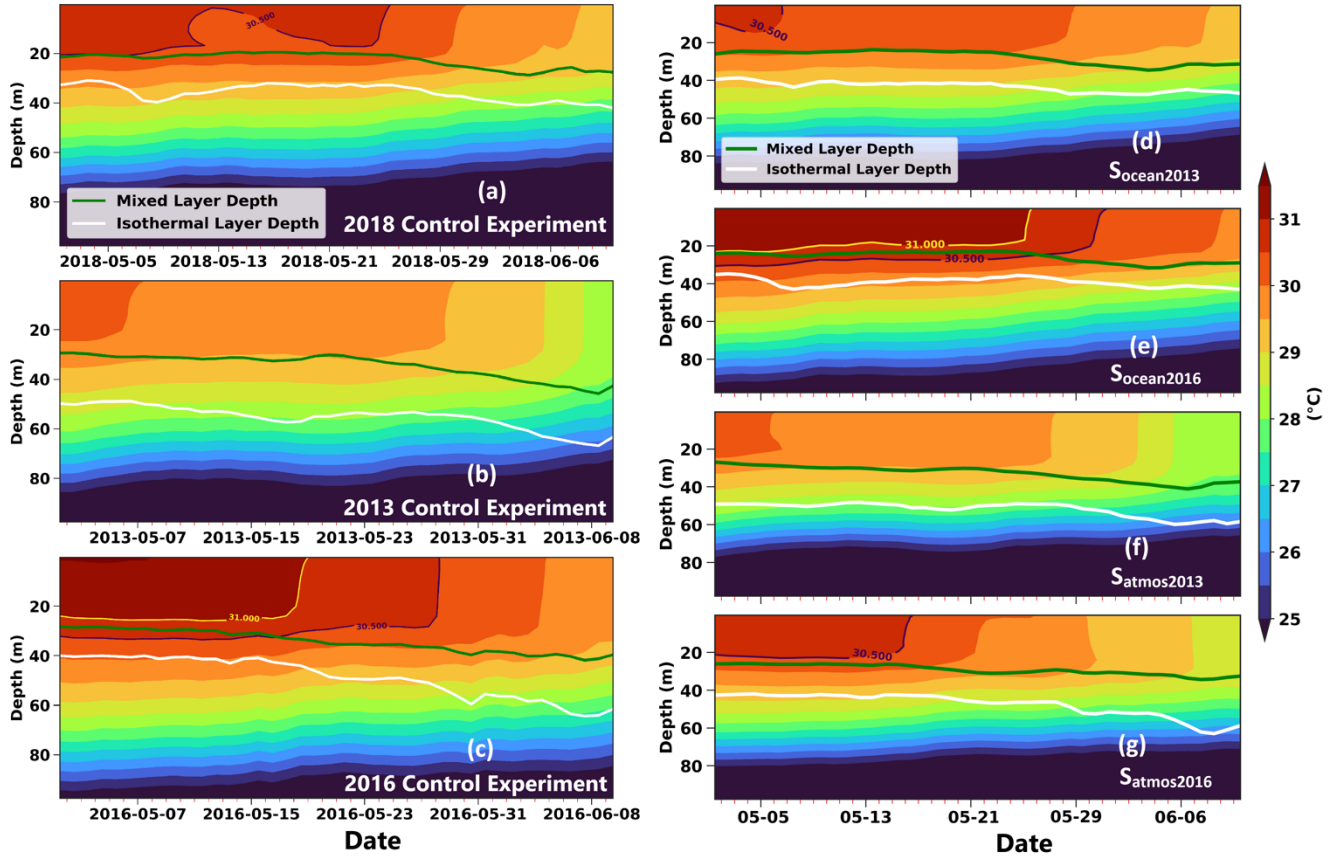 30.500
20
40
60
80
Depth (m)
Mixed Layer Depth
Isothermal Layer Depth
(a)
2018 Control Experiment
2018-05-05
2018-05-13
2018-05-21
2018-05-29
2018-06-06
20
40
60
80
Depth (m)
(b)
2013 Control Experiment
2013-05-07
2013-05-15
2013-05-23
2013-05-31
2013-06-08
31.000
30.500
20
40
60
80
Depth (m)
(c)
2016 Control Experiment
2016-05-07
2016-05-15
2016-05-23
2016-05-31
2016-06-08
Date
30.500
20
40
60
80
Depth (m)
Mixed Layer Depth
Isothermal Layer Depth
(d)
Socean2013
31.000
30.500
20
40
60
80
Depth (m)
(e)
Socean2016
20
40
60
80
Depth (m)
(f)
Satmos2013
30.500
20
40
60
80
Depth (m)
(g)
Satmos2016
05-05
05-13
05-21
05-29
06-06
Date
31
30
29
28
27
26
25
(°C)